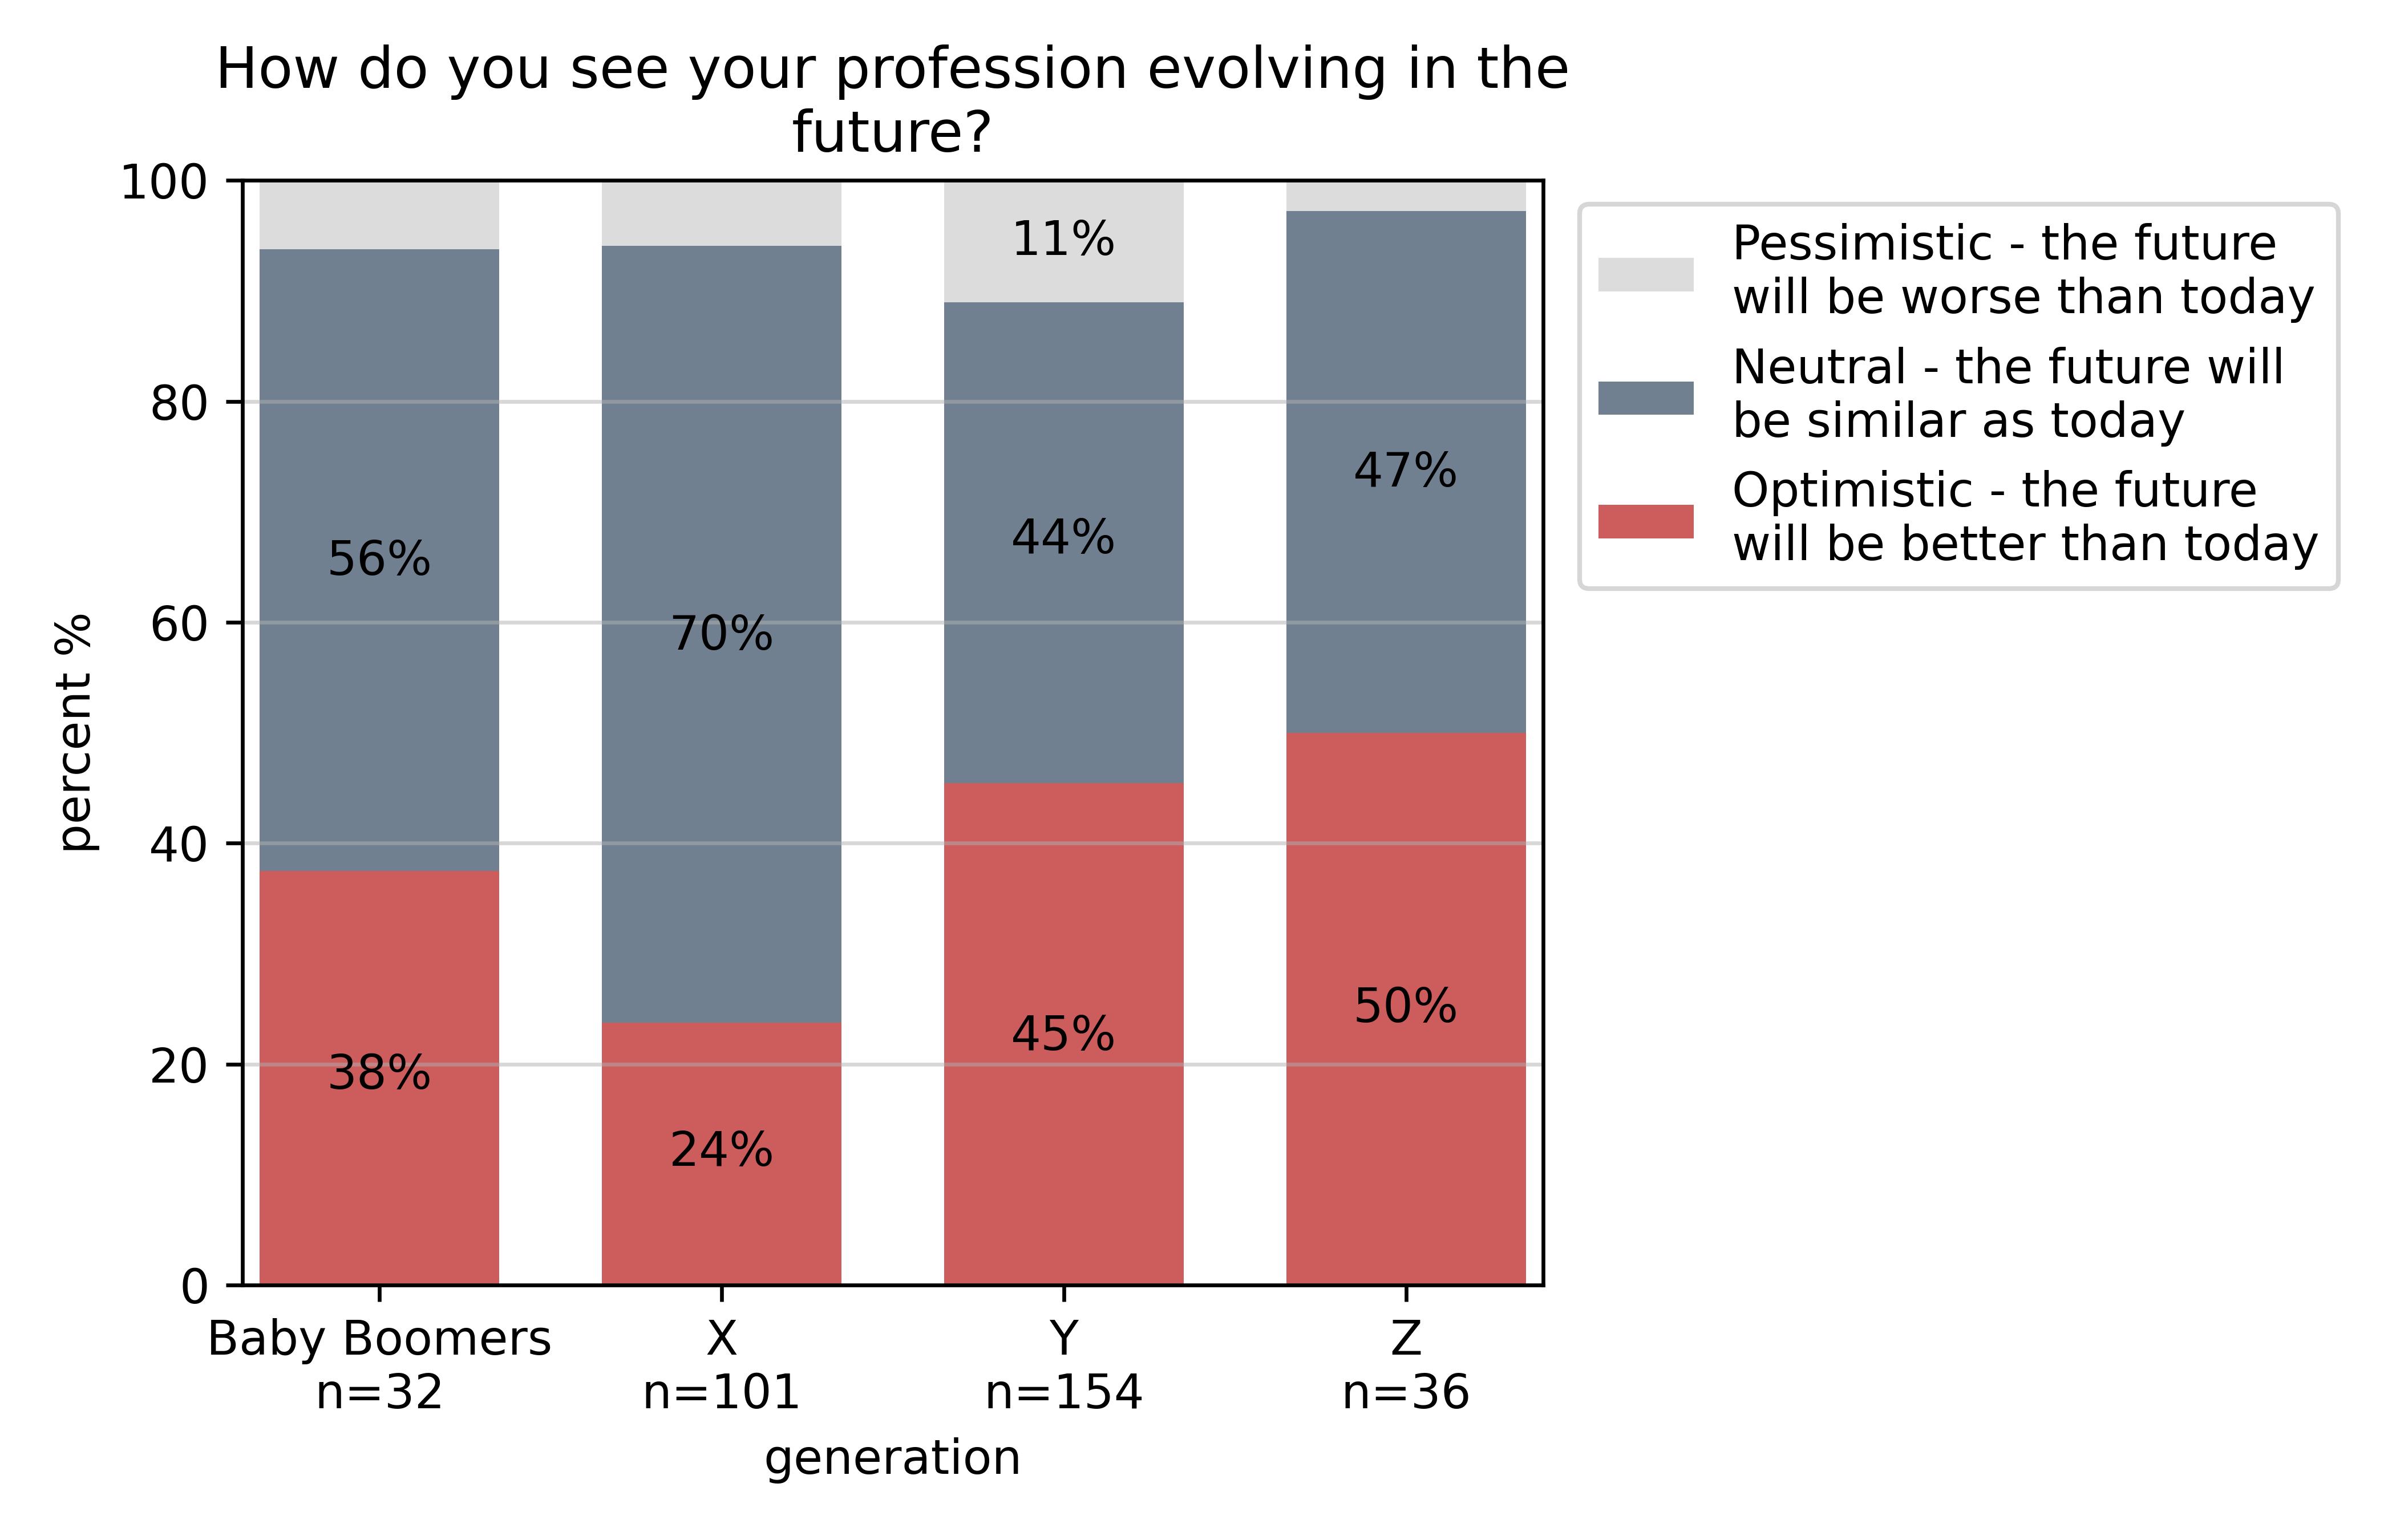 How do you see your profession evolving in the
future?
100
80
60
40
20
0
percent %
11%
56%
44%
47%
70%
38%
24%
45%
50%
Baby Boomers
n=32
X
n=101
Y
n=154
Z
n=36
generation
Pessimistic - the future
will be worse than today
Neutral - the future will
be similar as today
Optimistic - the future
will be better than today